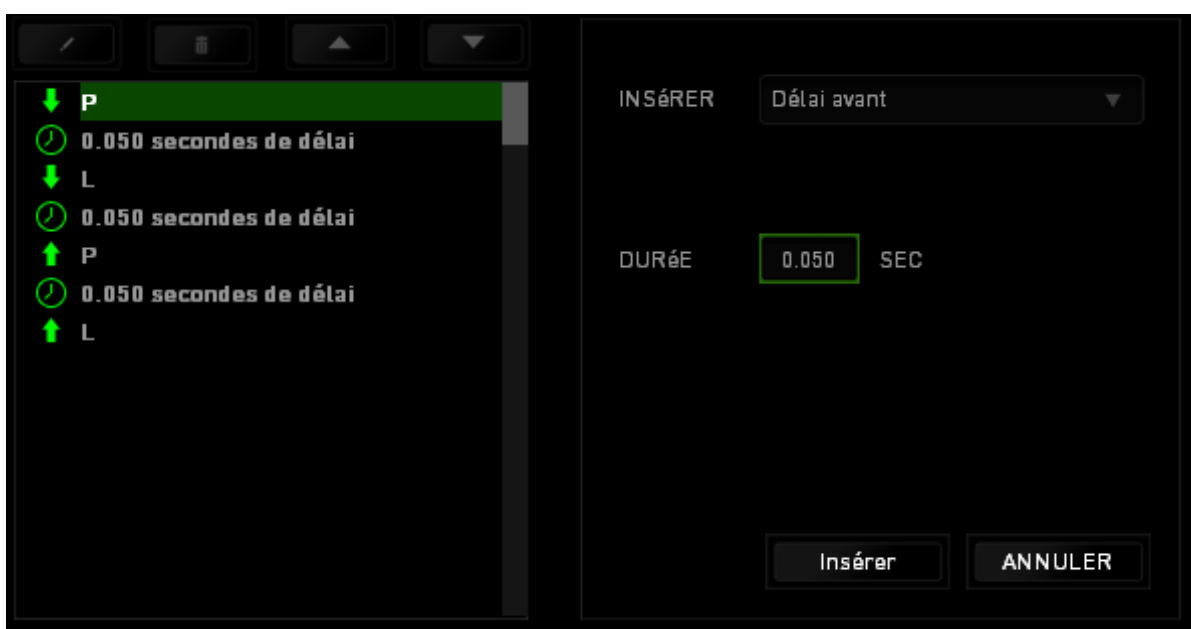 P
0.050 secondes de délai
L
0.050 secondes de délai
P
0.050 secondes de délai
L
INSéRER Délai avant
DURéE 0.050 SEC
Insérer ANNULER